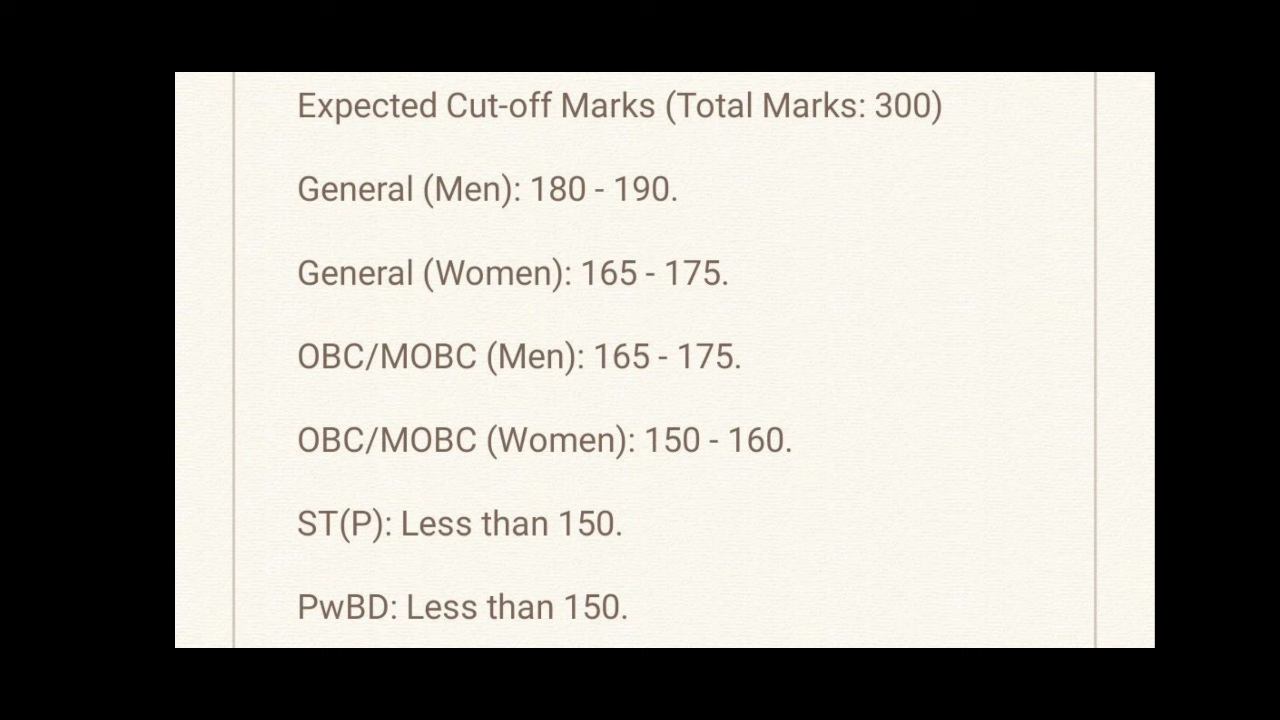 Expected Cut-off Marks (Total Marks: 300)
General (Men): 180 - 190.
General (Women): 165 - 175.
OBC/MOBC (Men): 165 - 175.
OBC/MOBC (Women): 150 - 160.
ST(P): Less than 150.
PwBD: Less than 150.